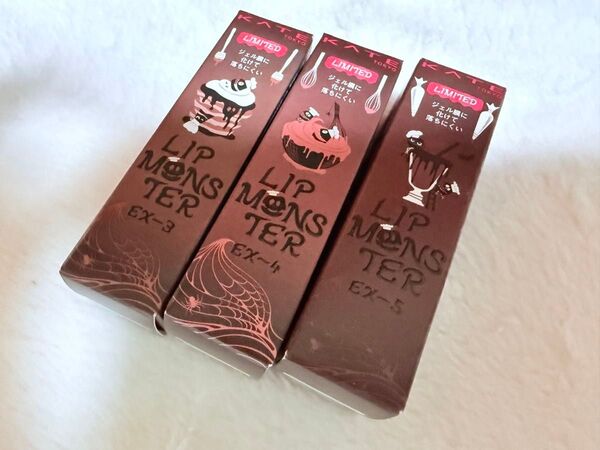 KATE
TOKYO
LIMITED
ジェル膜に
化けて
落ちにくい
LIP
MONS
TER
EX-3
KATE
TOKYO
LIMITED
ジェル膜に
化けて
落ちにくい
LIP
MONS
TER
EX-4
KATE
TOKYO
LIMITED
ジェル膜に
化けて
落ちにくい
LIP
MONS
TER
EX-5